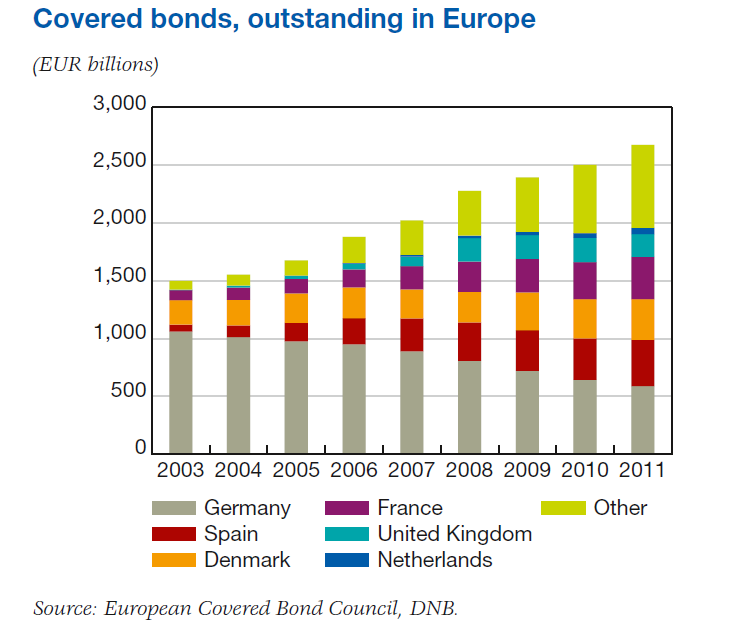 Covered bonds, outstanding in Europe
(EUR billions)
3,000
2,500
2,000
1,500
1,000
500
0
2003 2004 2005 2006 2007 2008 2009 2010 2011
Germany France Other
Spain United Kingdom
Denmark Netherlands
Source: European Covered Bond Council, DNB.